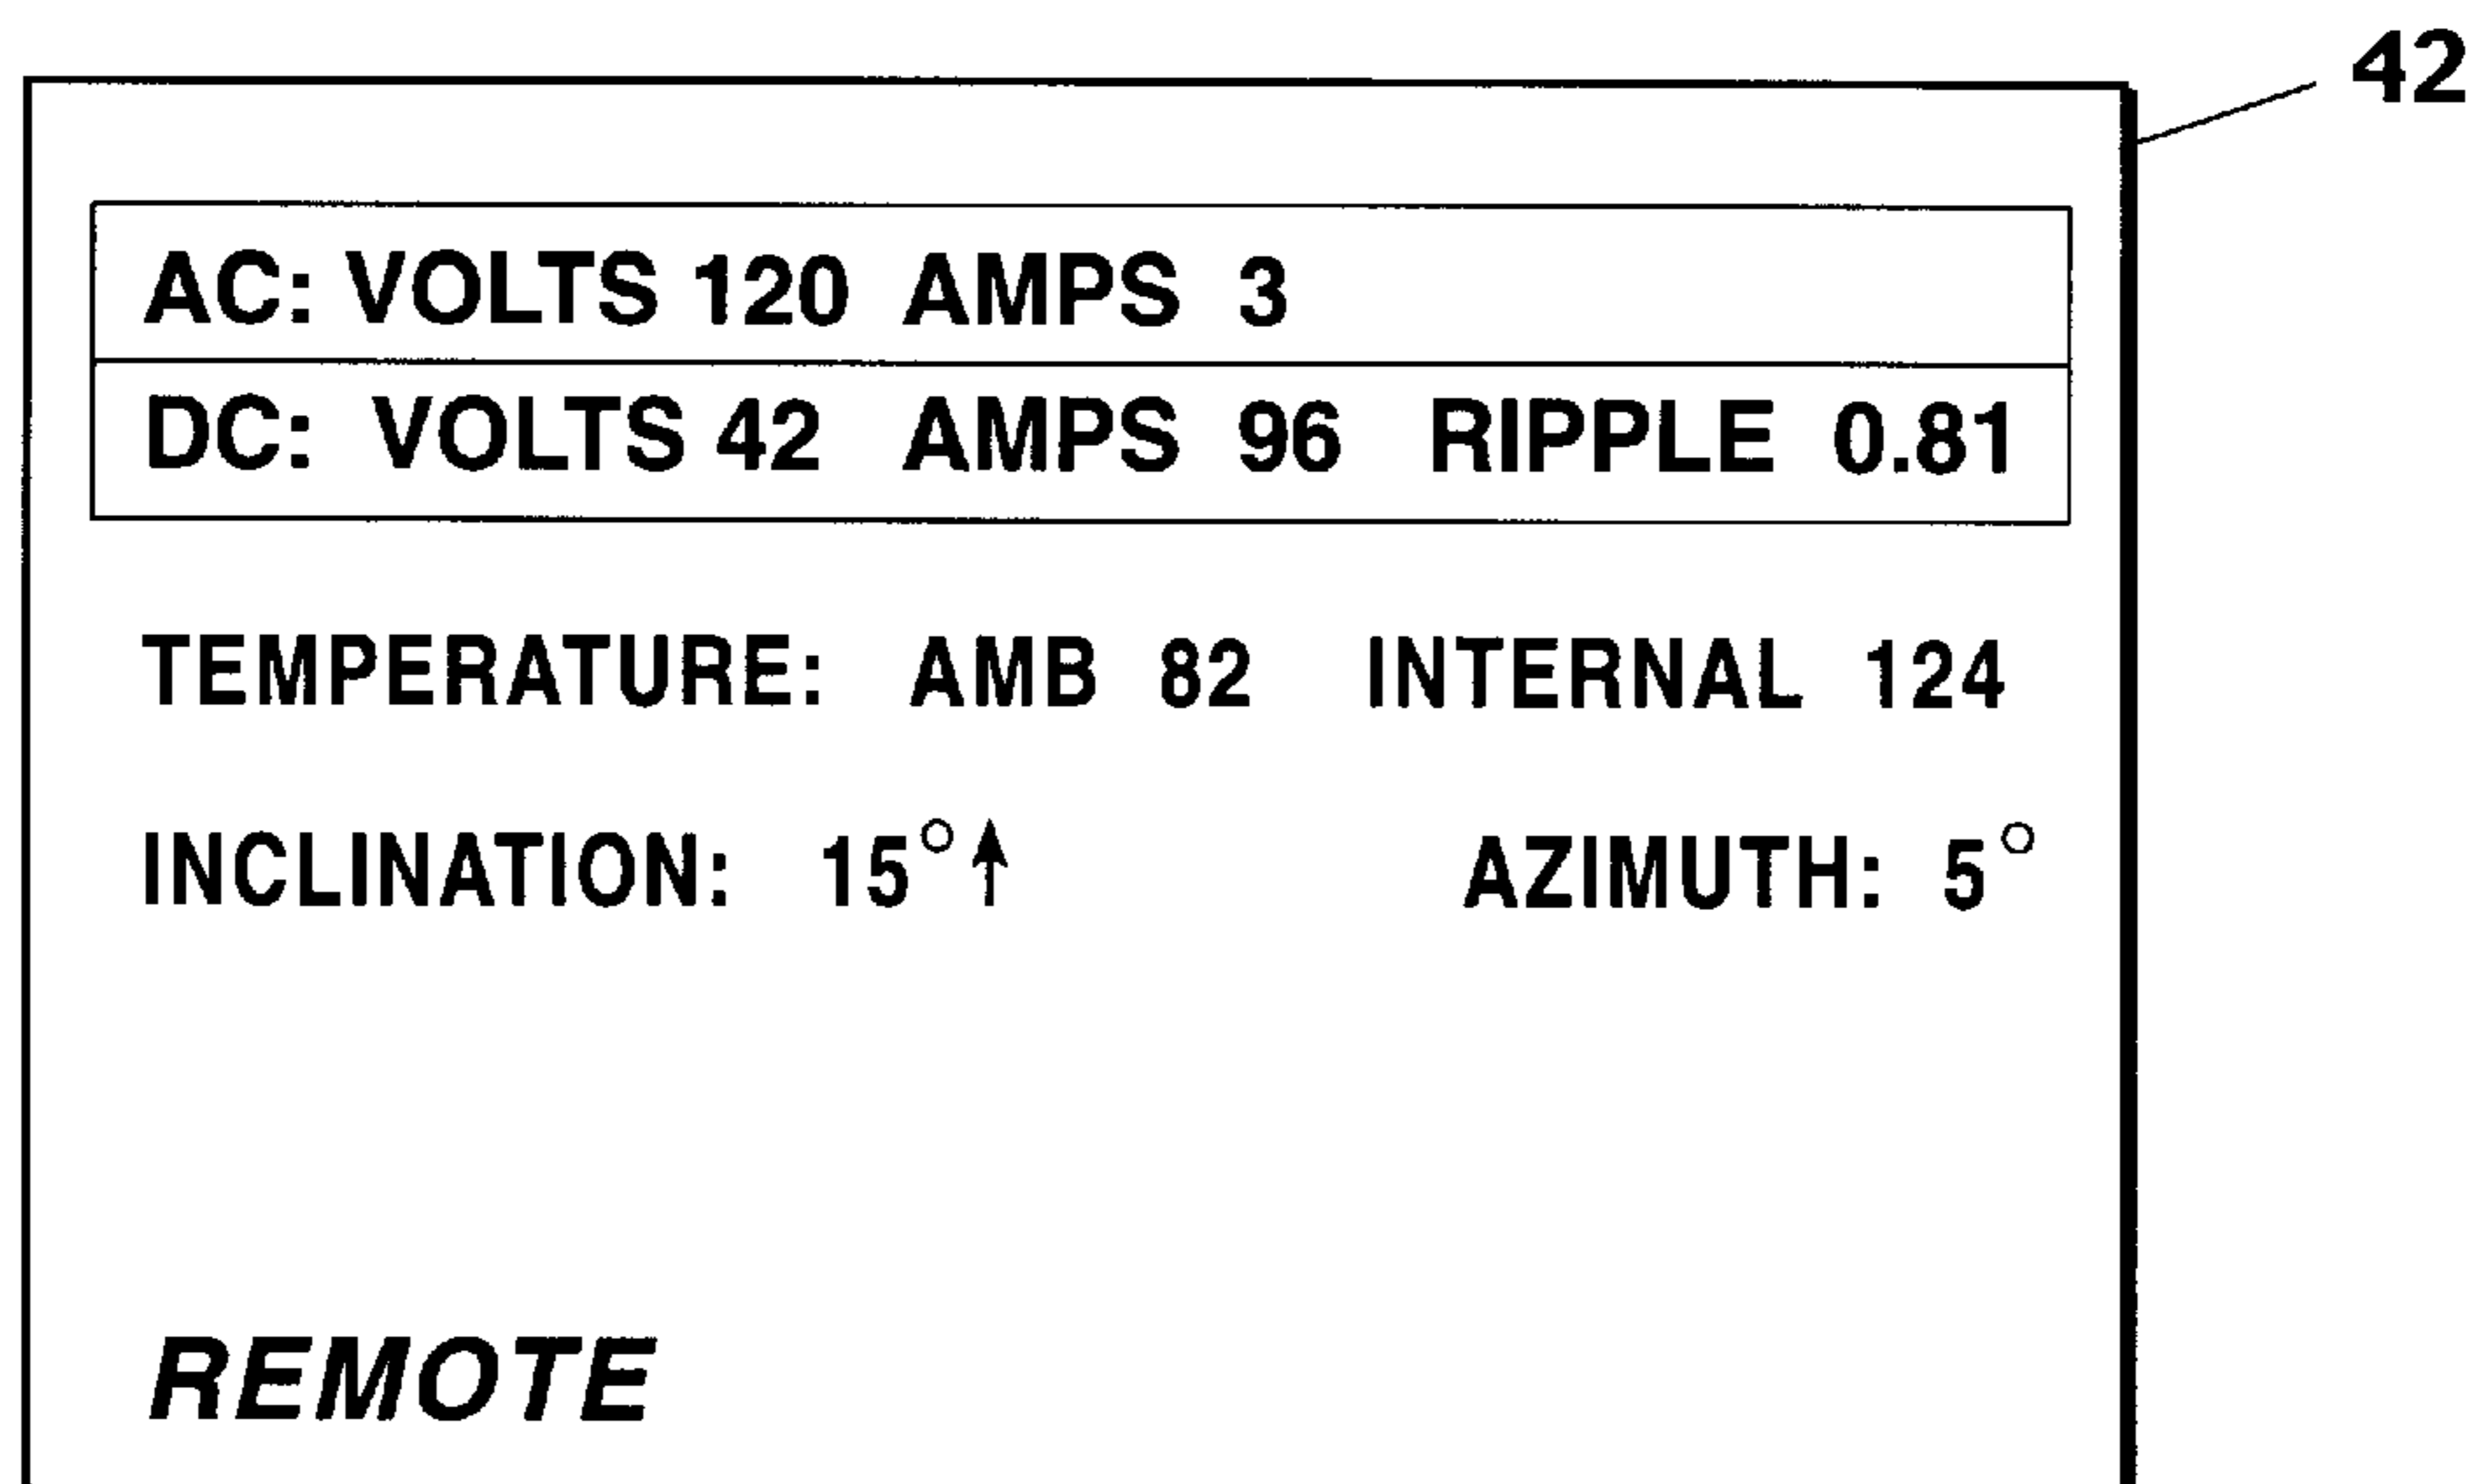 42
AC: VOLTS 120 AMPS 3
DC: VOLTS 42 AMPS 96 RIPPLE 0.81
TEMPERATURE: AMB 82 INTERNAL 124
INCLINATION: 15°↑ AZIMUTH: 5°
REMOTE